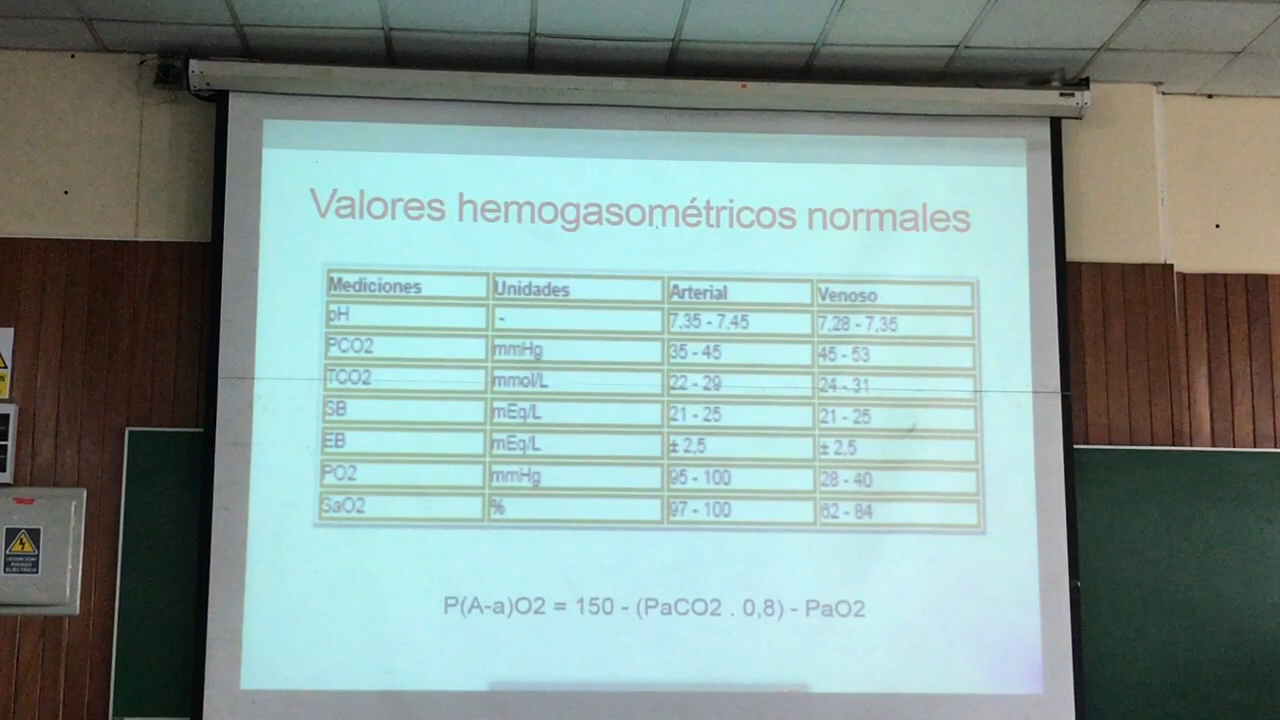 Valores hemogasométricos normales
Mediciones Unidades Arterial Venoso
pH - 7,35 - 7,45 7,28 - 7,35
PCO2 mmHg 35 - 45 45 - 53
TCO2 mmol/L 22 - 29 24 - 31
SB mEq/L 21 - 25 21 - 25
EB mEq/L ± 2,5 ± 2,5
PO2 mmHg 95 - 100 28 - 40
SaO2 % 97 - 100 62 - 84
P(A-a)O2 = 150 - (PaCO2 . 0,8) - PaO2